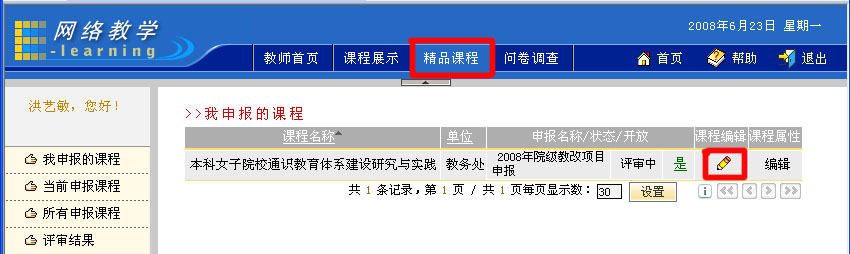 网络教学
-learning
2008年6月23日 星期一
教师首页 课程展示 精品课程 问卷调查 首页 帮助 退出
洪艺敏，您好！
我申报的课程
当前申报课程
所有申报课程
评审结果
>>我申报的课程
课程名称 单位 申报名称/状态/开放 课程编辑 课程属性
本科女子院校通识教育体系建设研究与实践 教务处 2008年院级教改项目申报 评审中 是 编辑
共 1 条记录，第 1 页 / 共 1 页每页显示数： 30 设置